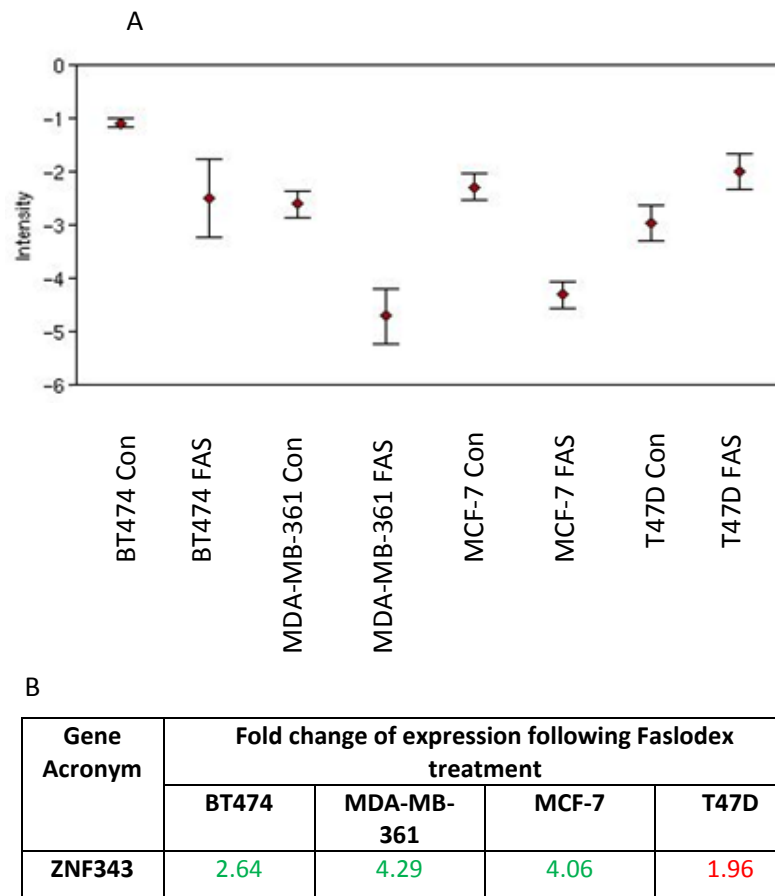 A
0
−1
−2
−3
−4
−5
−6
Intensity
BT474 Con
BT474 FAS
MDA-MB-361 Con
MDA-MB-361 FAS
MCF-7 Con
MCF-7 FAS
T47D Con
T47D FAS
B
Gene
Acronym
Fold change of expression following Faslodex
treatment
BT474
MDA-MB-
361
MCF-7
T47D
ZNF343
2.64
4.29
4.06
1.96